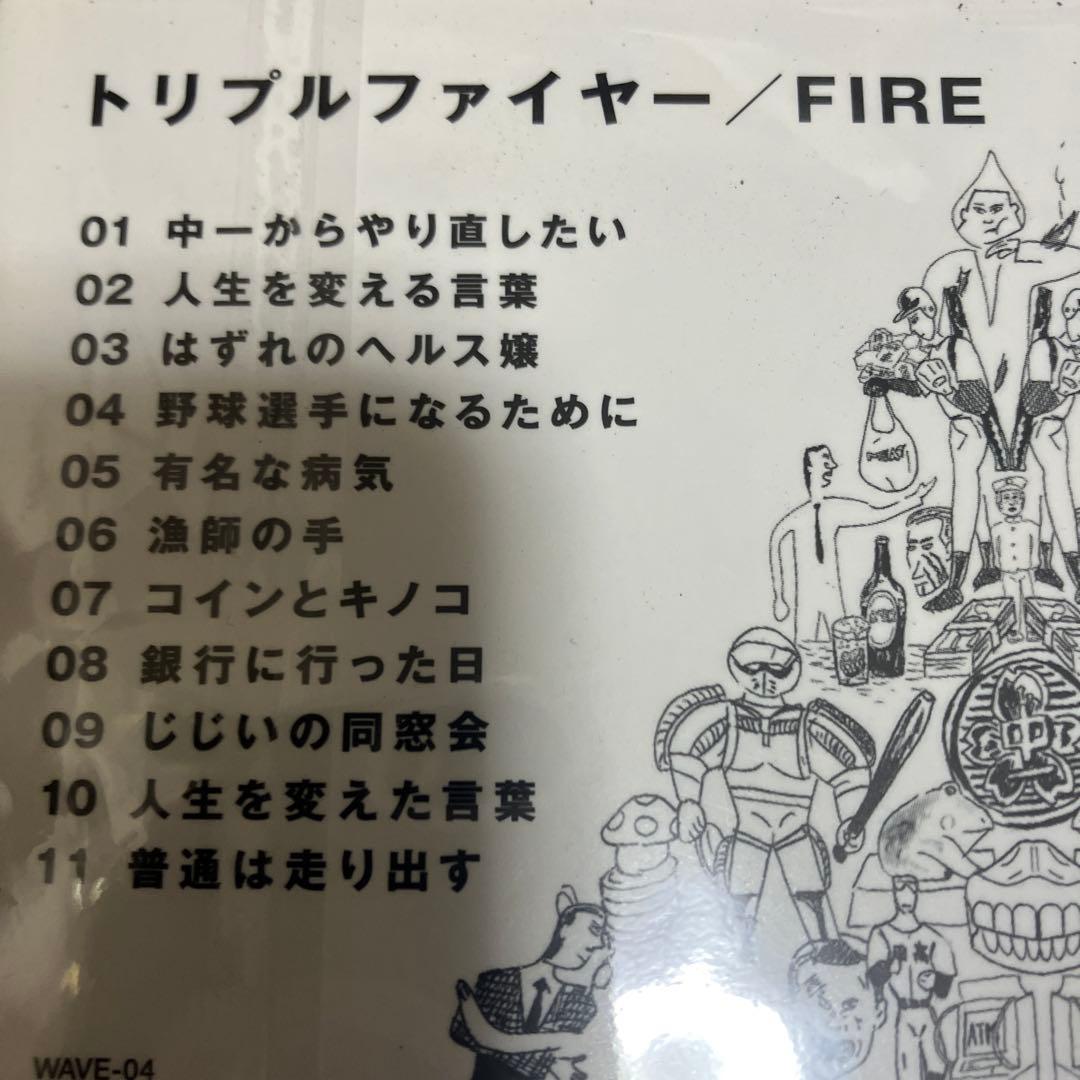 トリプルファイヤー／FIRE
01 中一からやり直したい
02 人生を変える言葉
03 はずれのヘルス嬢
04 野球選手になるために
05 有名な病気
06 漁師の手
07 コインとキノコ
08 銀行に行った日
09 じじいの同窓会
10 人生を変えた言葉
11 普通は走り出す
中一
ATM
WAVE-04